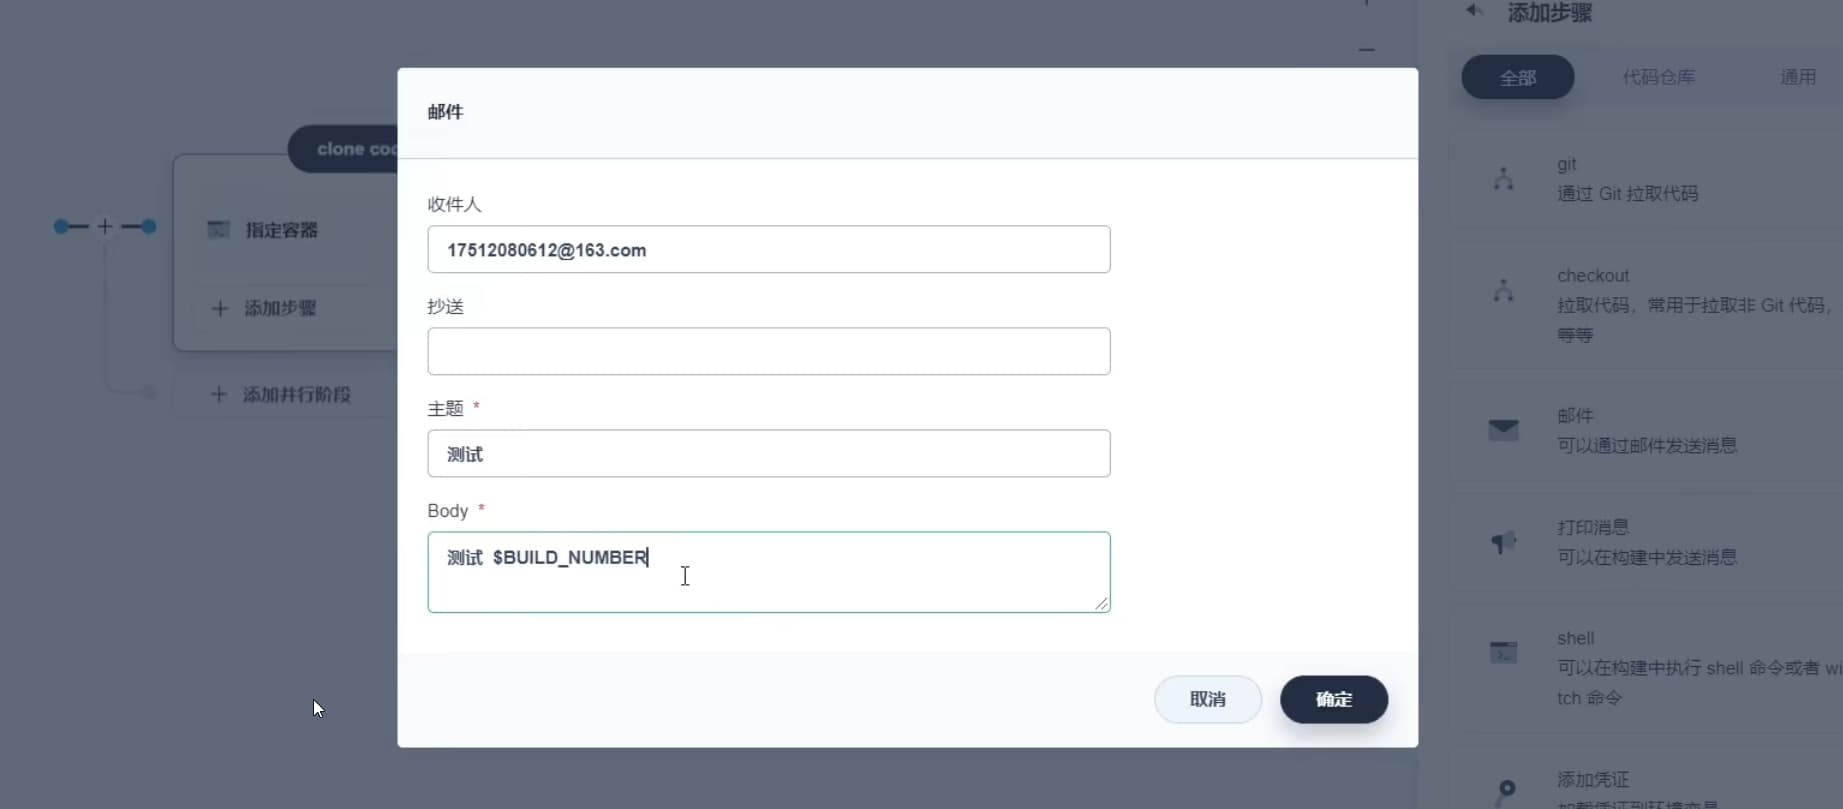 添加步骤
全部
代码仓库
通用
clone
指定容器
添加步骤
添加并行阶段
邮件
收件人
17512080612@163.com
抄送
主题 *
测试
Body *
测试 $BUILD_NUMBER
取消
确定
git
通过 Git 拉取代码
checkout
拉取代码，常用于拉取非 Git 代码，
等等
邮件
可以通过邮件发送消息
打印消息
可以在构建中发送消息
shell
可以在构建中执行 shell 命令或者 wi
tch 命令
添加凭证